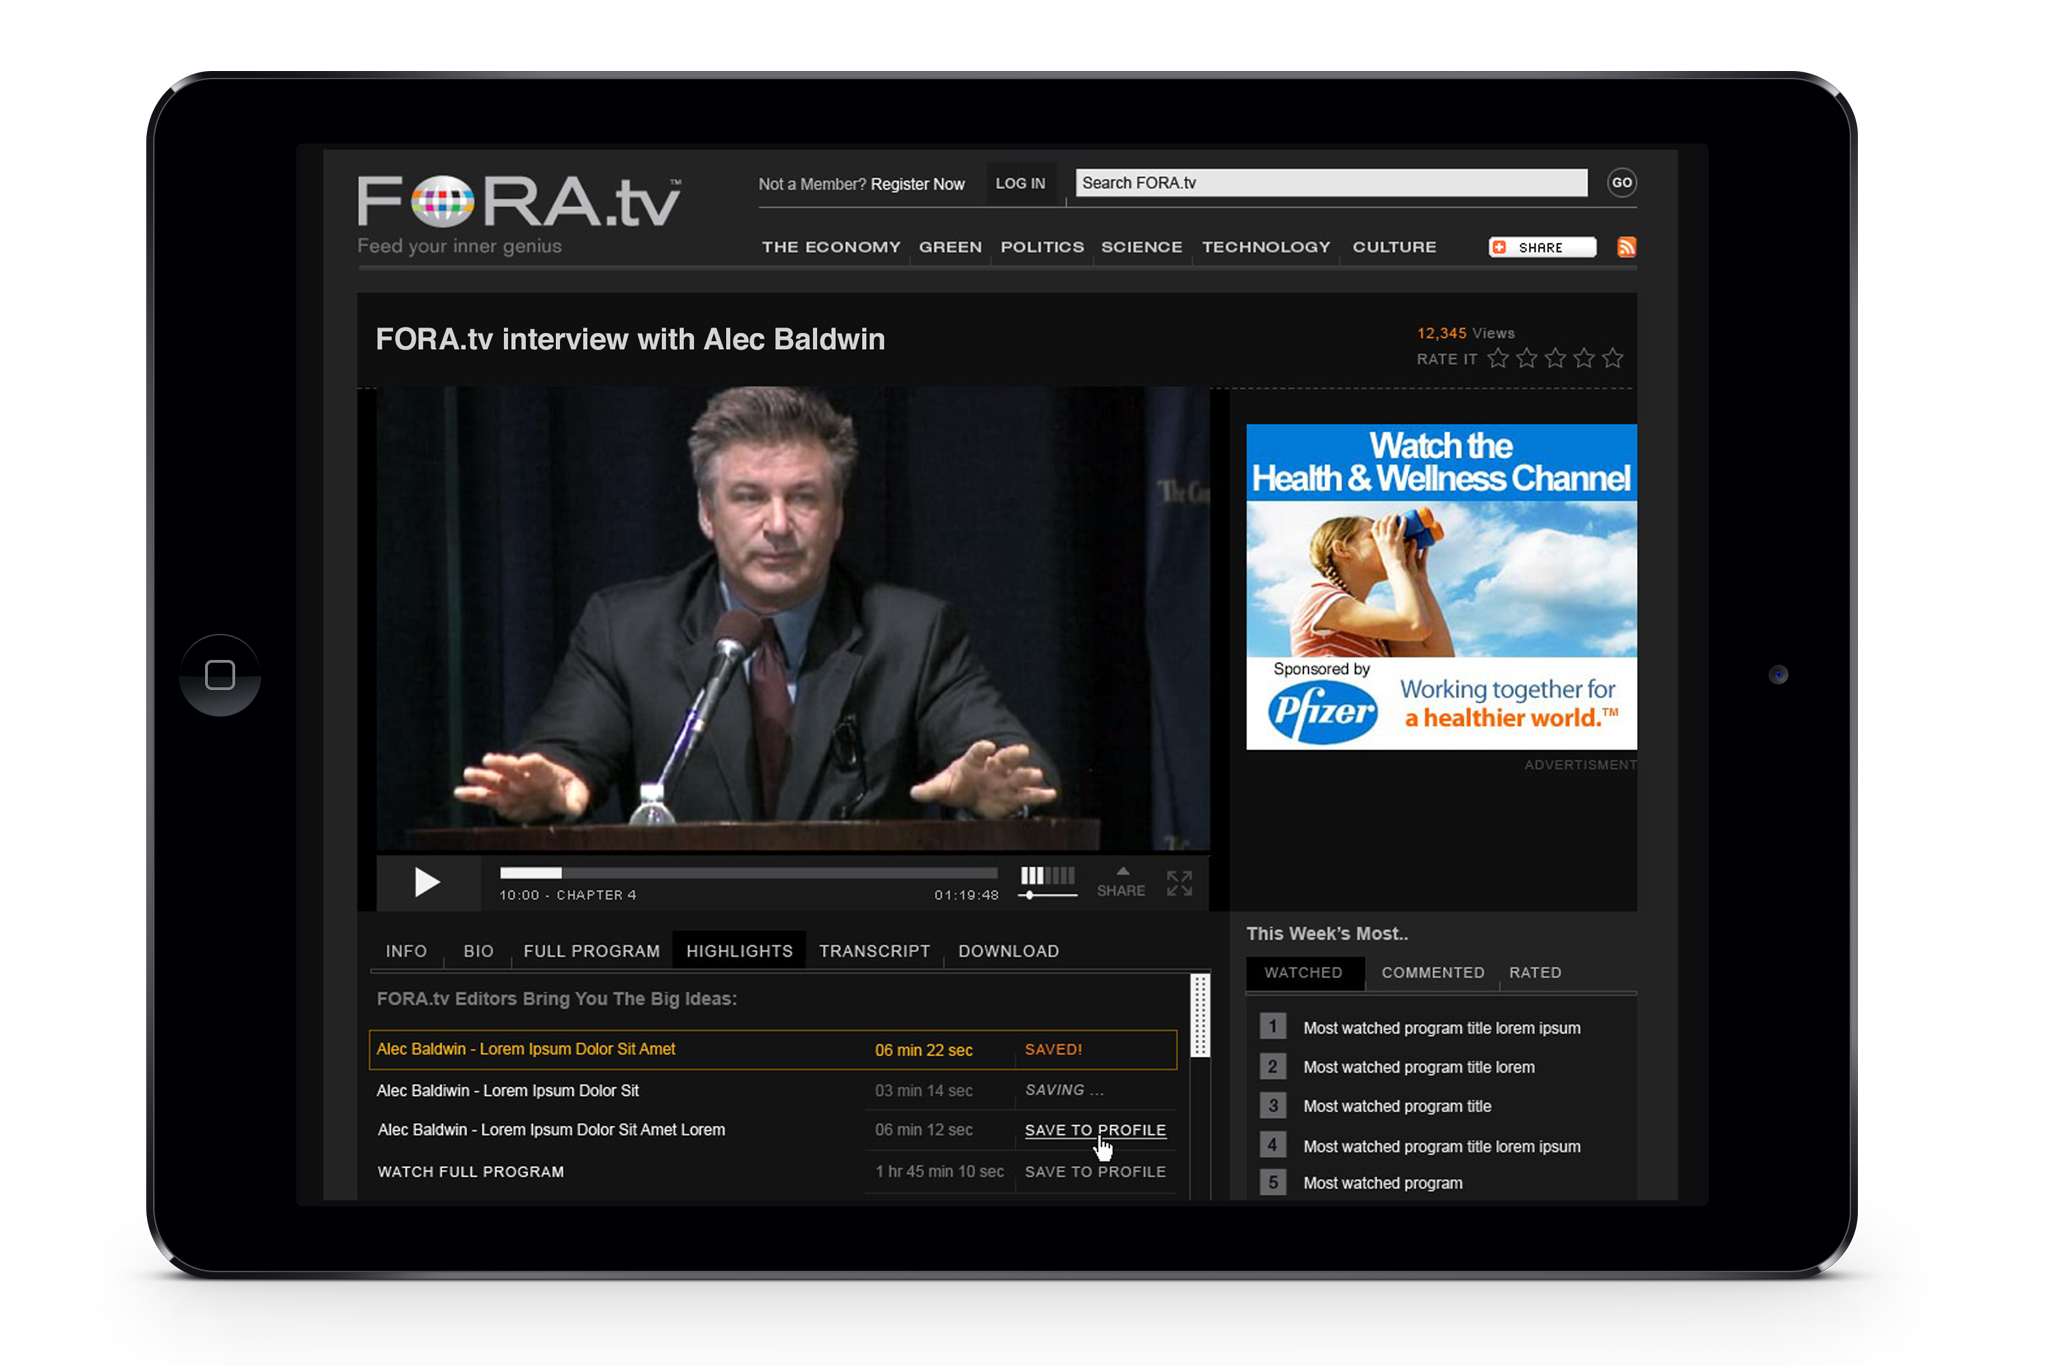 FORA.tv™
Feed your inner genius
Not a Member? Register Now
LOG IN
Search FORA.tv
GO
THE ECONOMY GREEN POLITICS SCIENCE TECHNOLOGY CULTURE
SHARE
FORA.tv interview with Alec Baldwin
12,345 Views
RATE IT
Watch the
Health & Wellness Channel
Sponsored by
Pfizer
Working together for
a healthier world.™
ADVERTISMENT
10:00 - CHAPTER 4
01:19:48
SHARE
INFO BIO FULL PROGRAM HIGHLIGHTS TRANSCRIPT DOWNLOAD
FORA.tv Editors Bring You The Big Ideas:
Alec Baldwin - Lorem Ipsum Dolor Sit Amet 06 min 22 sec SAVED!
Alec Baldiwin - Lorem Ipsum Dolor Sit 03 min 14 sec SAVING ...
Alec Baldwin - Lorem Ipsum Dolor Sit Amet Lorem 06 min 12 sec SAVE TO PROFILE
WATCH FULL PROGRAM 1 hr 45 min 10 sec SAVE TO PROFILE
This Week's Most..
WATCHED COMMENTED RATED
1 Most watched program title lorem ipsum
2 Most watched program title lorem
3 Most watched program title
4 Most watched program title lorem ipsum
5 Most watched program